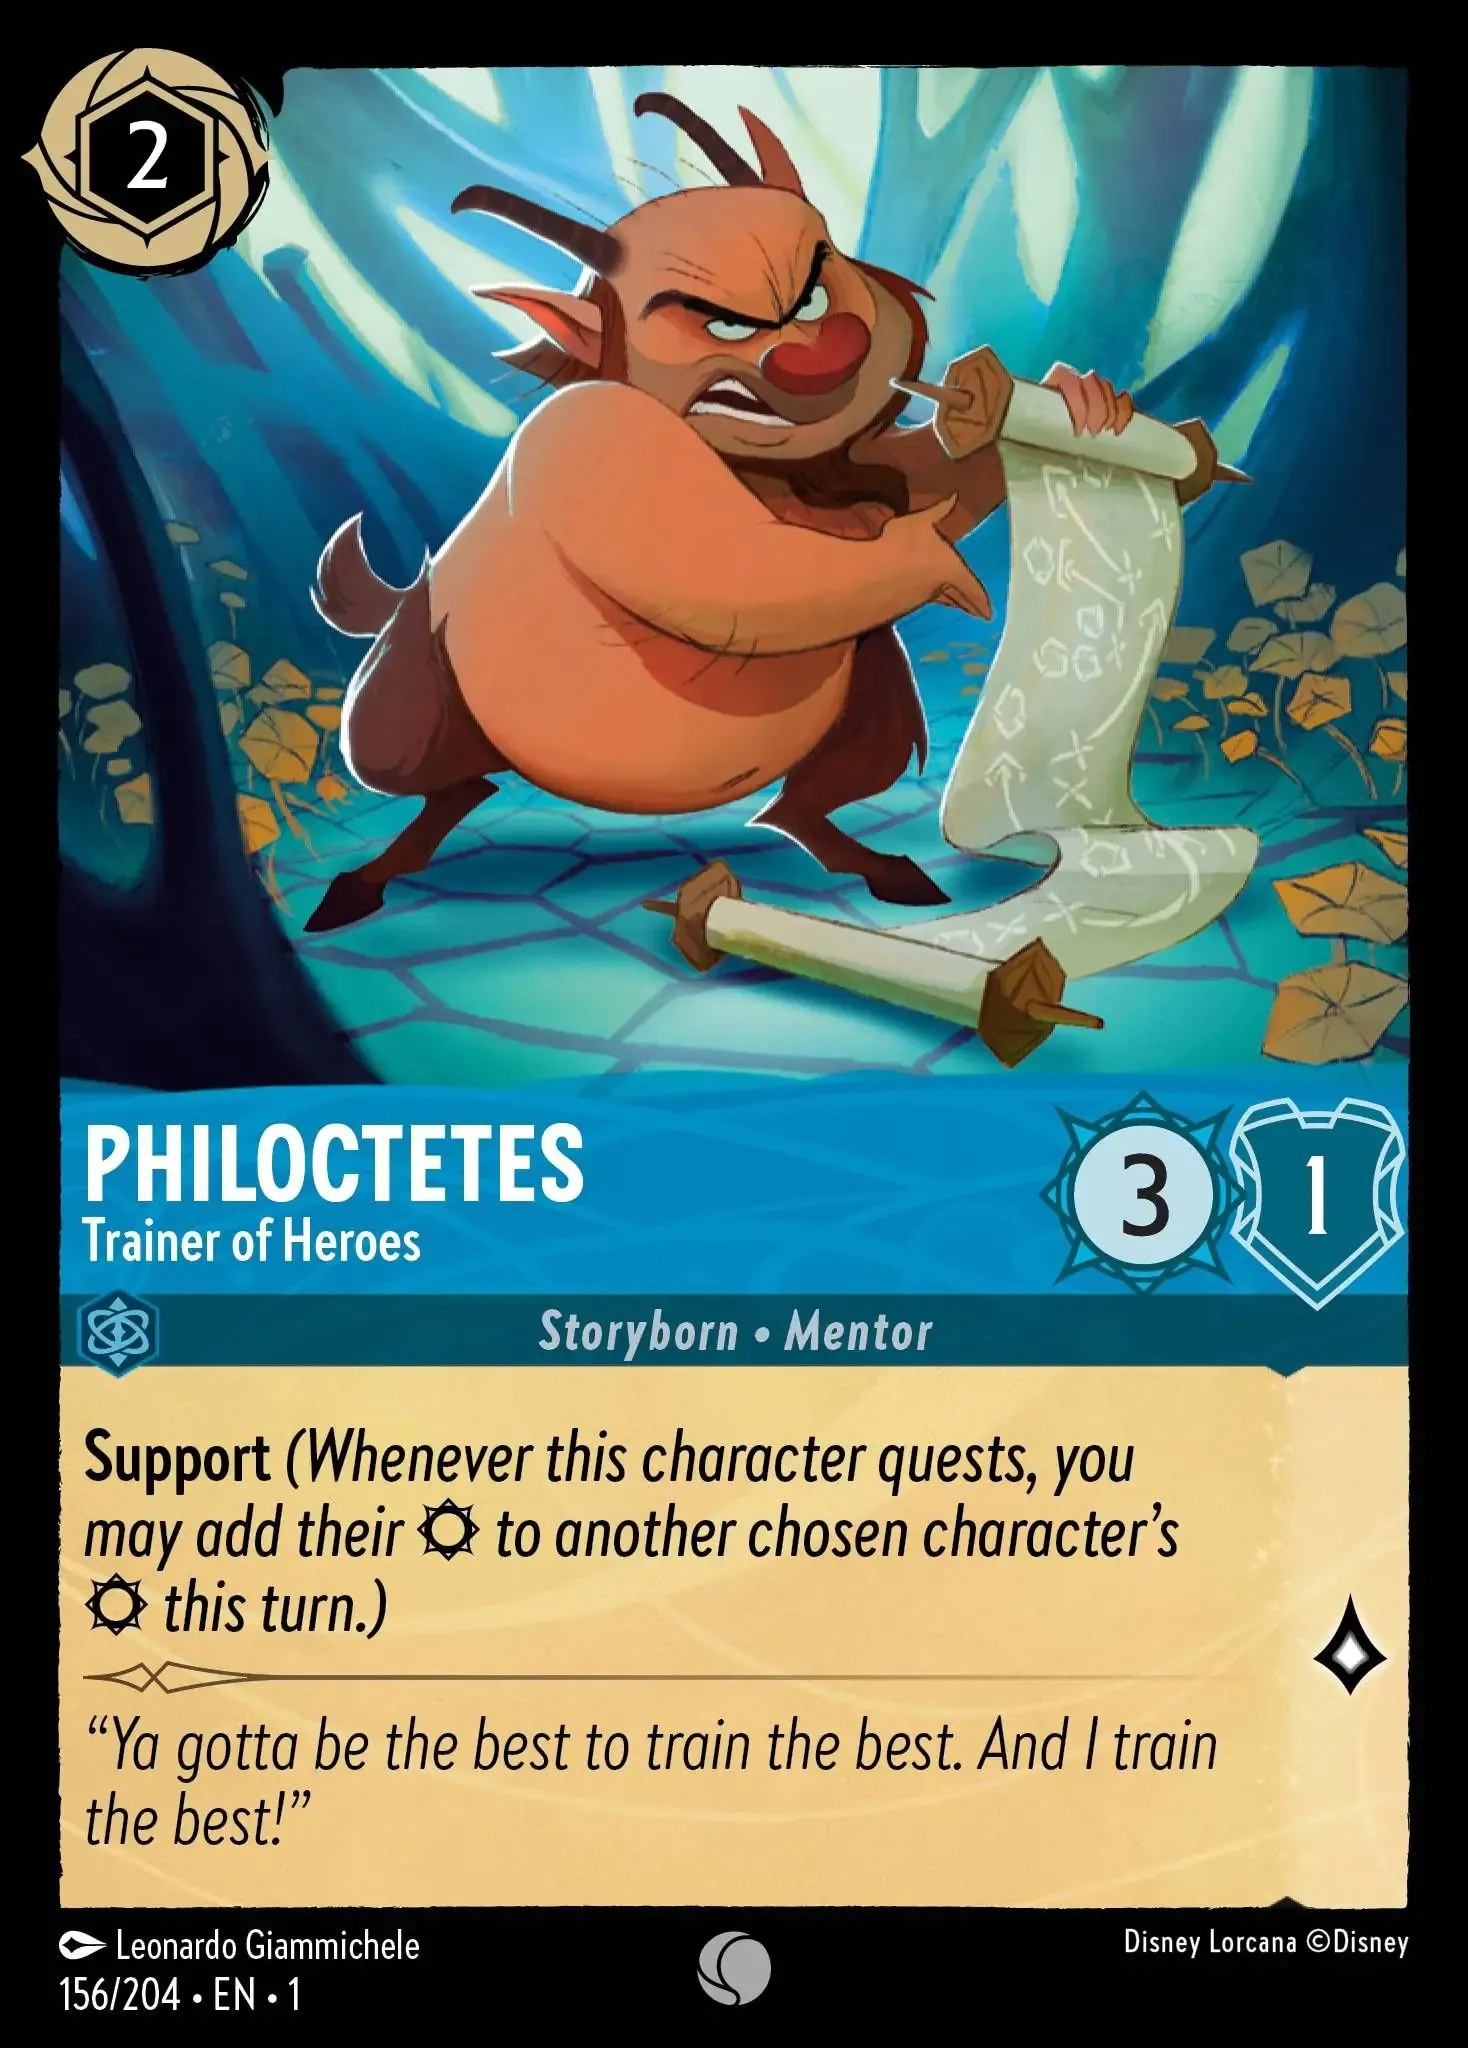 2
PHILOCTETES
Trainer of Heroes
3
1
Storyborn • Mentor
Support (Whenever this character quests, you
may add their to another chosen character’s
this turn.)
“Ya gotta be the best to train the best. And I train
the best!”
Leonardo Giammichele
156/204 • EN • 1
Disney Lorcana ©Disney